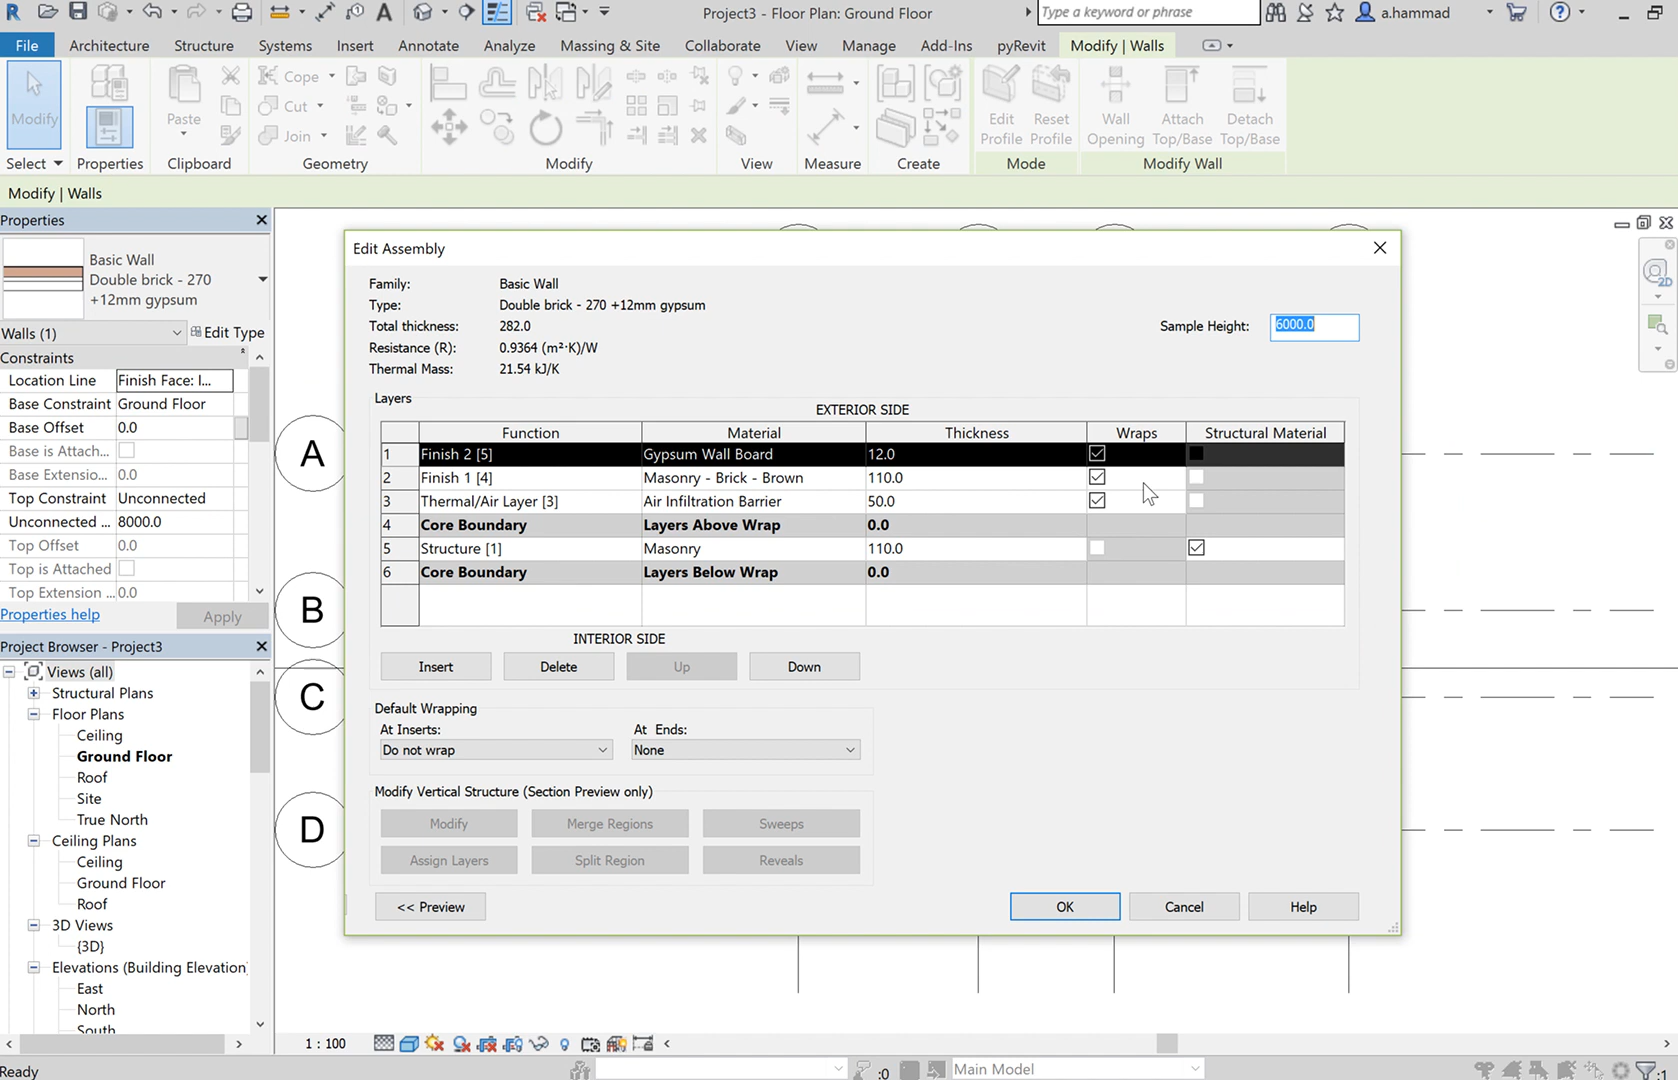 Project3 - Floor Plan: Ground Floor
Type a keyword or phrase
a.hammad
File
Architecture
Structure
Systems
Insert
Annotate
Analyze
Massing & Site
Collaborate
View
Manage
Add-Ins
pyRevit
Modify | Walls
Modify
Paste
Cope
Cut
Join
Edit Profile
Reset Profile
Wall Opening
Attach Top/Base
Detach Top/Base
Select
Properties
Clipboard
Geometry
Modify
View
Measure
Create
Mode
Modify Wall
Modify | Walls
Properties
Basic Wall
Double brick - 270
+12mm gypsum
Walls (1)
Edit Type
Constraints
Location Line Finish Face: I...
Base Constraint Ground Floor
Base Offset 0.0
Base is Attach...
Base Extensio... 0.0
Top Constraint Unconnected
Unconnected ... 8000.0
Top Offset 0.0
Top is Attached
Top Extension ... 0.0
Properties help
Apply
Project Browser - Project3
Views (all)
Structural Plans
Floor Plans
Ceiling
Ground Floor
Roof
Site
True North
Ceiling Plans
Ceiling
Ground Floor
Roof
3D Views
{3D}
Elevations (Building Elevation)
East
North
South
A
B
C
D
Edit Assembly
Family: Basic Wall
Type: Double brick - 270 +12mm gypsum
Total thickness: 282.0
Resistance (R): 0.9364 (m²·K)/W
Thermal Mass: 21.54 kJ/K
Sample Height: 6000.0
Layers
EXTERIOR SIDE
Function Material Thickness Wraps Structural Material
1 Finish 2 [5] Gypsum Wall Board 12.0
2 Finish 1 [4] Masonry - Brick - Brown 110.0
3 Thermal/Air Layer [3] Air Infiltration Barrier 50.0
4 Core Boundary Layers Above Wrap 0.0
5 Structure [1] Masonry 110.0
6 Core Boundary Layers Below Wrap 0.0
INTERIOR SIDE
Insert
Delete
Up
Down
Default Wrapping
At Inserts:
At Ends:
Do not wrap
None
Modify Vertical Structure (Section Preview only)
Modify
Merge Regions
Sweeps
Assign Layers
Split Region
Reveals
<< Preview
OK
Cancel
Help
2D
1 : 100
Ready
:0
Main Model
:1